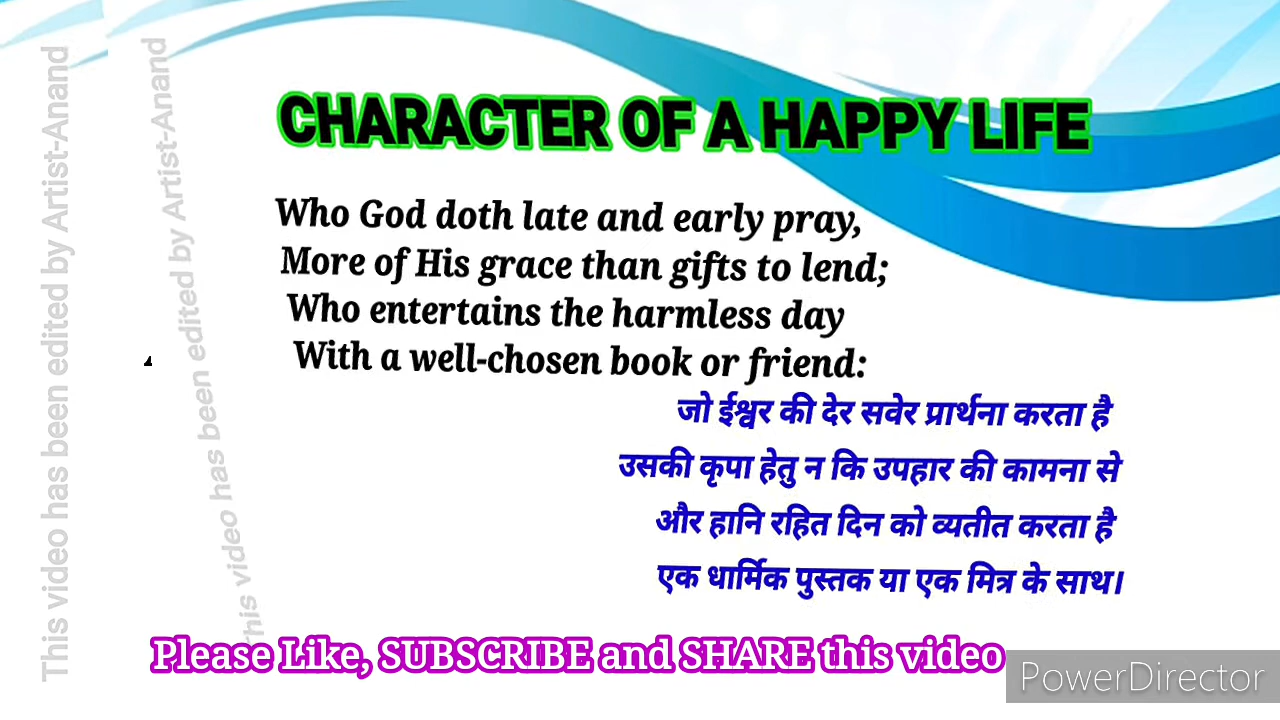 This video has been edited by Artist-Anand
This video has been edited by Artist-Anand
CHARACTER OF A HAPPY LIFE
Who God doth late and early pray,
More of His grace than gifts to lend;
Who entertains the harmless day
With a well-chosen book or friend:
जो ईश्वर की देर सवेर प्रार्थना करता है
उसकी कृपा हेतु न कि उपहार की कामना से
और हानि रहित दिन को व्यतीत करता है
एक धार्मिक पुस्तक या एक मित्र के साथ।
Please Like, SUBSCRIBE and SHARE this video
PowerDirector